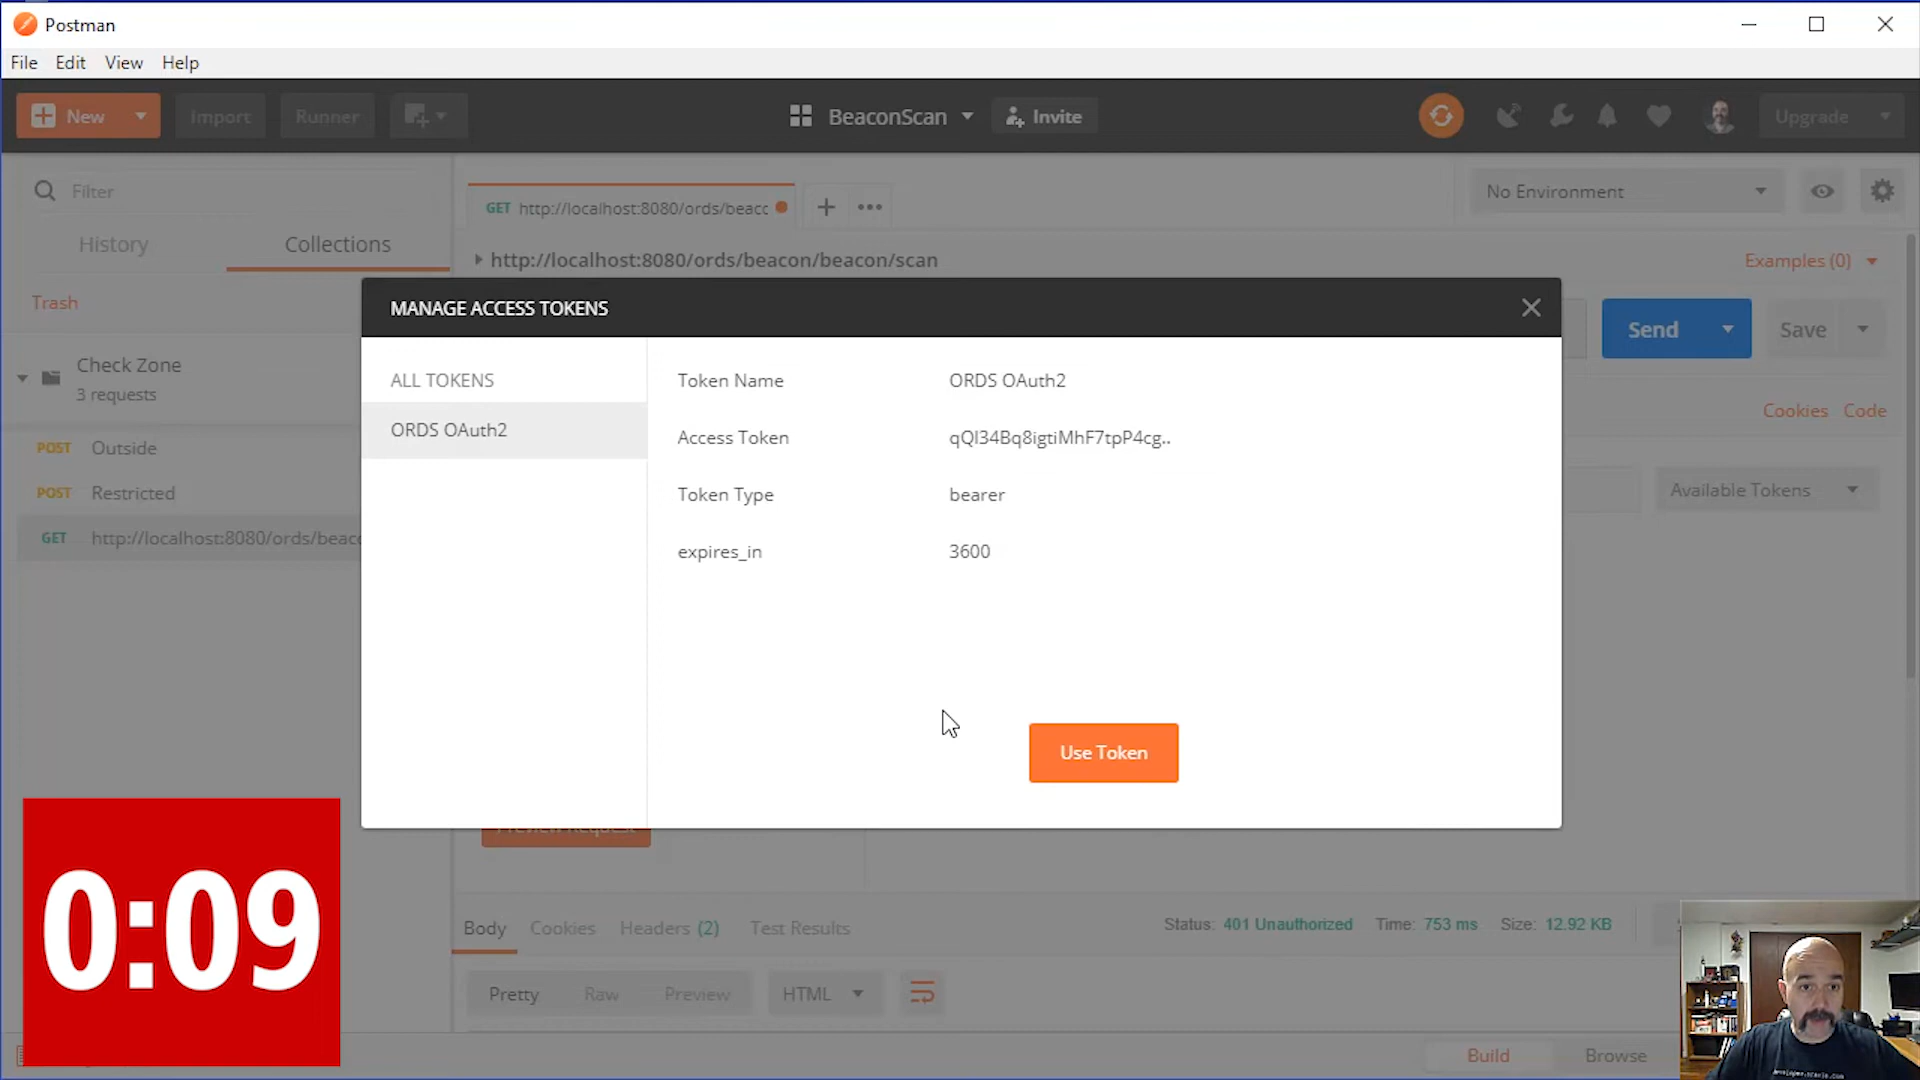 Postman
File Edit View Help
New Import Runner BeaconScan Invite Upgrade
Filter
History Collections
Trash
Check Zone
3 requests
POST Outside
POST Restricted
GET http://localhost:8080/ords/beac
GET http://localhost:8080/ords/beacc
No Environment
http://localhost:8080/ords/beacon/beacon/scan
Examples (0)
Send Save
Cookies Code
Available Tokens
MANAGE ACCESS TOKENS
ALL TOKENS
ORDS OAuth2
Token Name ORDS OAuth2
Access Token qQI34Bq8igtiMhF7tpP4cg..
Token Type bearer
expires_in 3600
Use Token
Preview Request
Body Cookies Headers (2) Test Results
Status: 401 Unauthorized Time: 753 ms Size: 12.92 KB
Pretty Raw Preview HTML
Build Browse
0:09